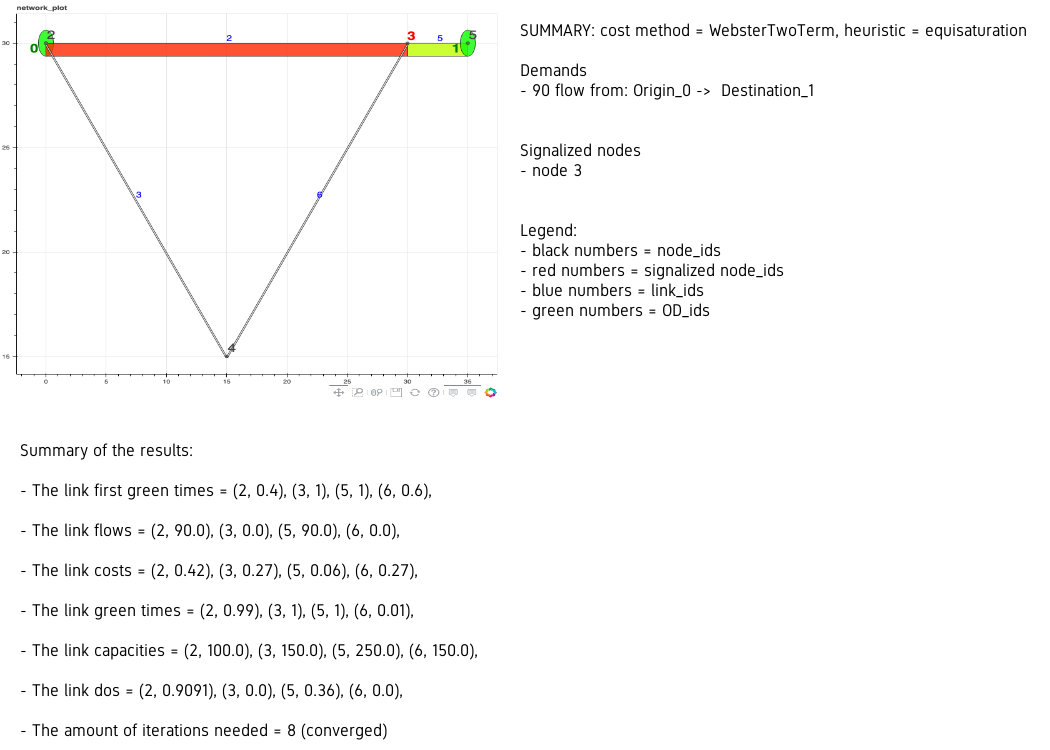 network_plot
2
5
3
0
1
2
5
30
25
3
6
20
4
15
0
5
10
15
20
25
30
35
SUMMARY: cost method = WebsterTwoTerm, heuristic = equisaturation
Demands
- 90 flow from: Origin_0 -> Destination_1
Signalized nodes
- node 3
Legend:
- black numbers = node_ids
- red numbers = signalized node_ids
- blue numbers = link_ids
- green numbers = OD_ids
Summary of the results:
- The link first green times = (2, 0.4), (3, 1), (5, 1), (6, 0.6),
- The link flows = (2, 90.0), (3, 0.0), (5, 90.0), (6, 0.0),
- The link costs = (2, 0.42), (3, 0.27), (5, 0.06), (6, 0.27),
- The link green times = (2, 0.99), (3, 1), (5, 1), (6, 0.01),
- The link capacities = (2, 100.0), (3, 150.0), (5, 250.0), (6, 150.0),
- The link dos = (2, 0.9091), (3, 0.0), (5, 0.36), (6, 0.0),
- The amount of iterations needed = 8 (converged)